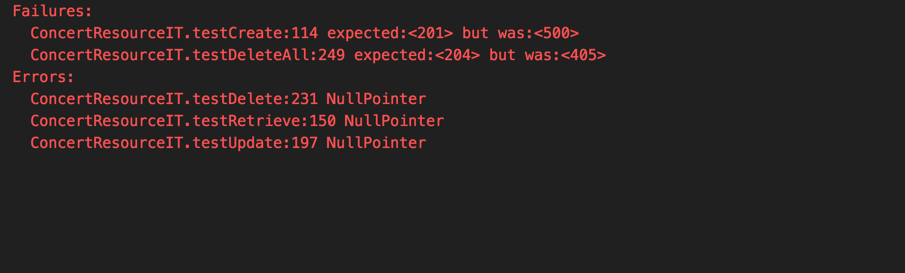 Failures:
ConcertResourceIT.testCreate:114 expected:<201> but was:<500>
ConcertResourceIT.testDeleteAll:249 expected:<204> but was:<405>
Errors:
ConcertResourceIT.testDelete:231 NullPointer
ConcertResourceIT.testRetrieve:150 NullPointer
ConcertResourceIT.testUpdate:197 NullPointer